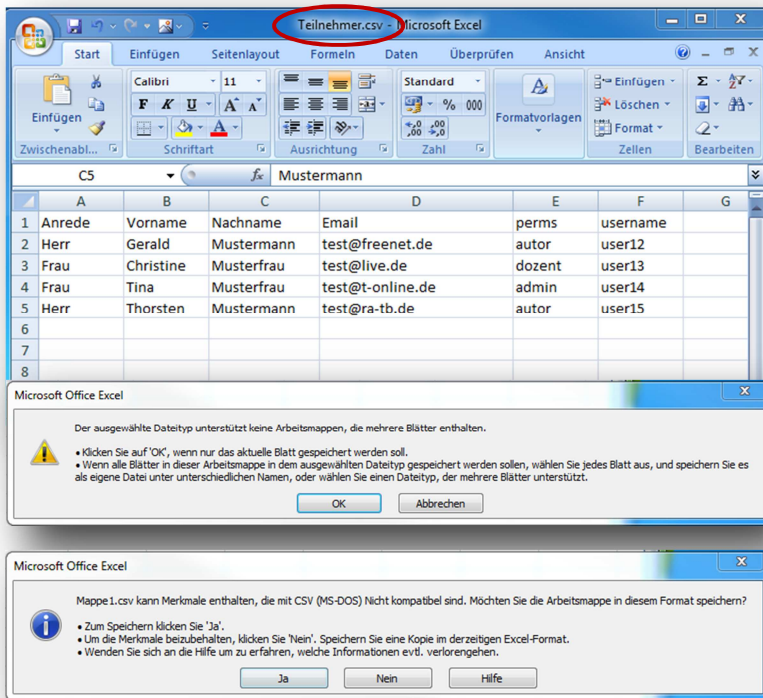 Teilnehmer.csv - Microsoft Excel
Start Einfügen Seitenlayout Formeln Daten Überprüfen Ansicht
Einfügen
Calibri 11
F K U
A A
A
Standard
% 000
,00 ,00
Formatvorlagen
Einfügen
Löschen
Format
Σ
Zwischenabl... Schriftart Ausrichtung Zahl Zellen Bearbeiten
C5 fx Mustermann
A B C D E F G
1 Anrede Vorname Nachname Email perms username
2 Herr Gerald Mustermann test@freenet.de autor user12
3 Frau Christine Musterfrau test@live.de dozent user13
4 Frau Tina Musterfrau test@t-online.de admin user14
5 Herr Thorsten Mustermann test@ra-tb.de autor user15
6
7
8
Microsoft Office Excel
Der ausgewählte Dateityp unterstützt keine Arbeitsmappen, die mehrere Blätter enthalten.
• Klicken Sie auf 'OK', wenn nur das aktuelle Blatt gespeichert werden soll.
• Wenn alle Blätter in dieser Arbeitsmappe in dem ausgewählten Dateityp gespeichert werden sollen, wählen Sie jedes Blatt aus, und speichern Sie es
als eigene Datei unter unterschiedlichen Namen, oder wählen Sie einen Dateityp, der mehrere Blätter unterstützt.
OK Abbrechen
Microsoft Office Excel
Mappe1.csv kann Merkmale enthalten, die mit CSV (MS-DOS) Nicht kompatibel sind. Möchten Sie die Arbeitsmappe in diesem Format speichern?
• Zum Speichern klicken Sie 'Ja'.
• Um die Merkmale beizubehalten, klicken Sie 'Nein'. Speichern Sie eine Kopie im derzeitigen Excel-Format.
• Wenden Sie sich an die Hilfe um zu erfahren, welche Informationen evtl. verlorengehen.
Ja Nein Hilfe